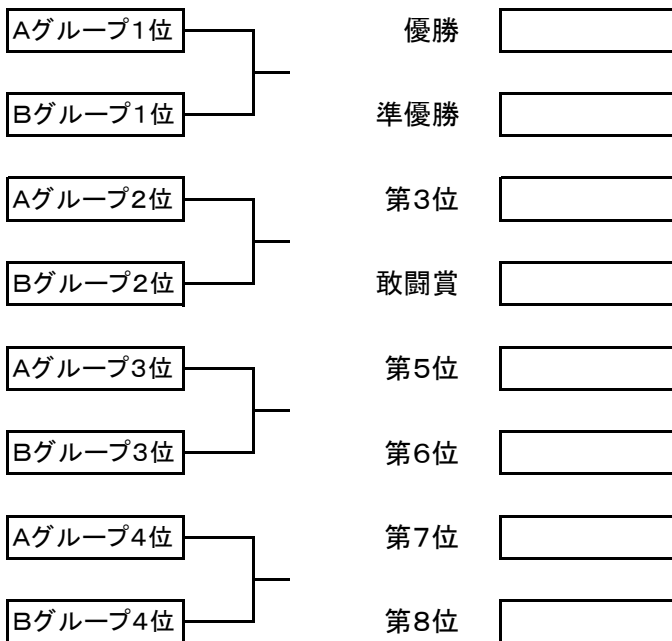 Aグループ1位
優勝
Bグループ1位
準優勝
Aグループ2位
第3位
Bグループ2位
敢闘賞
Aグループ3位
第5位
Bグループ3位
第6位
Aグループ4位
第7位
Bグループ4位
第8位